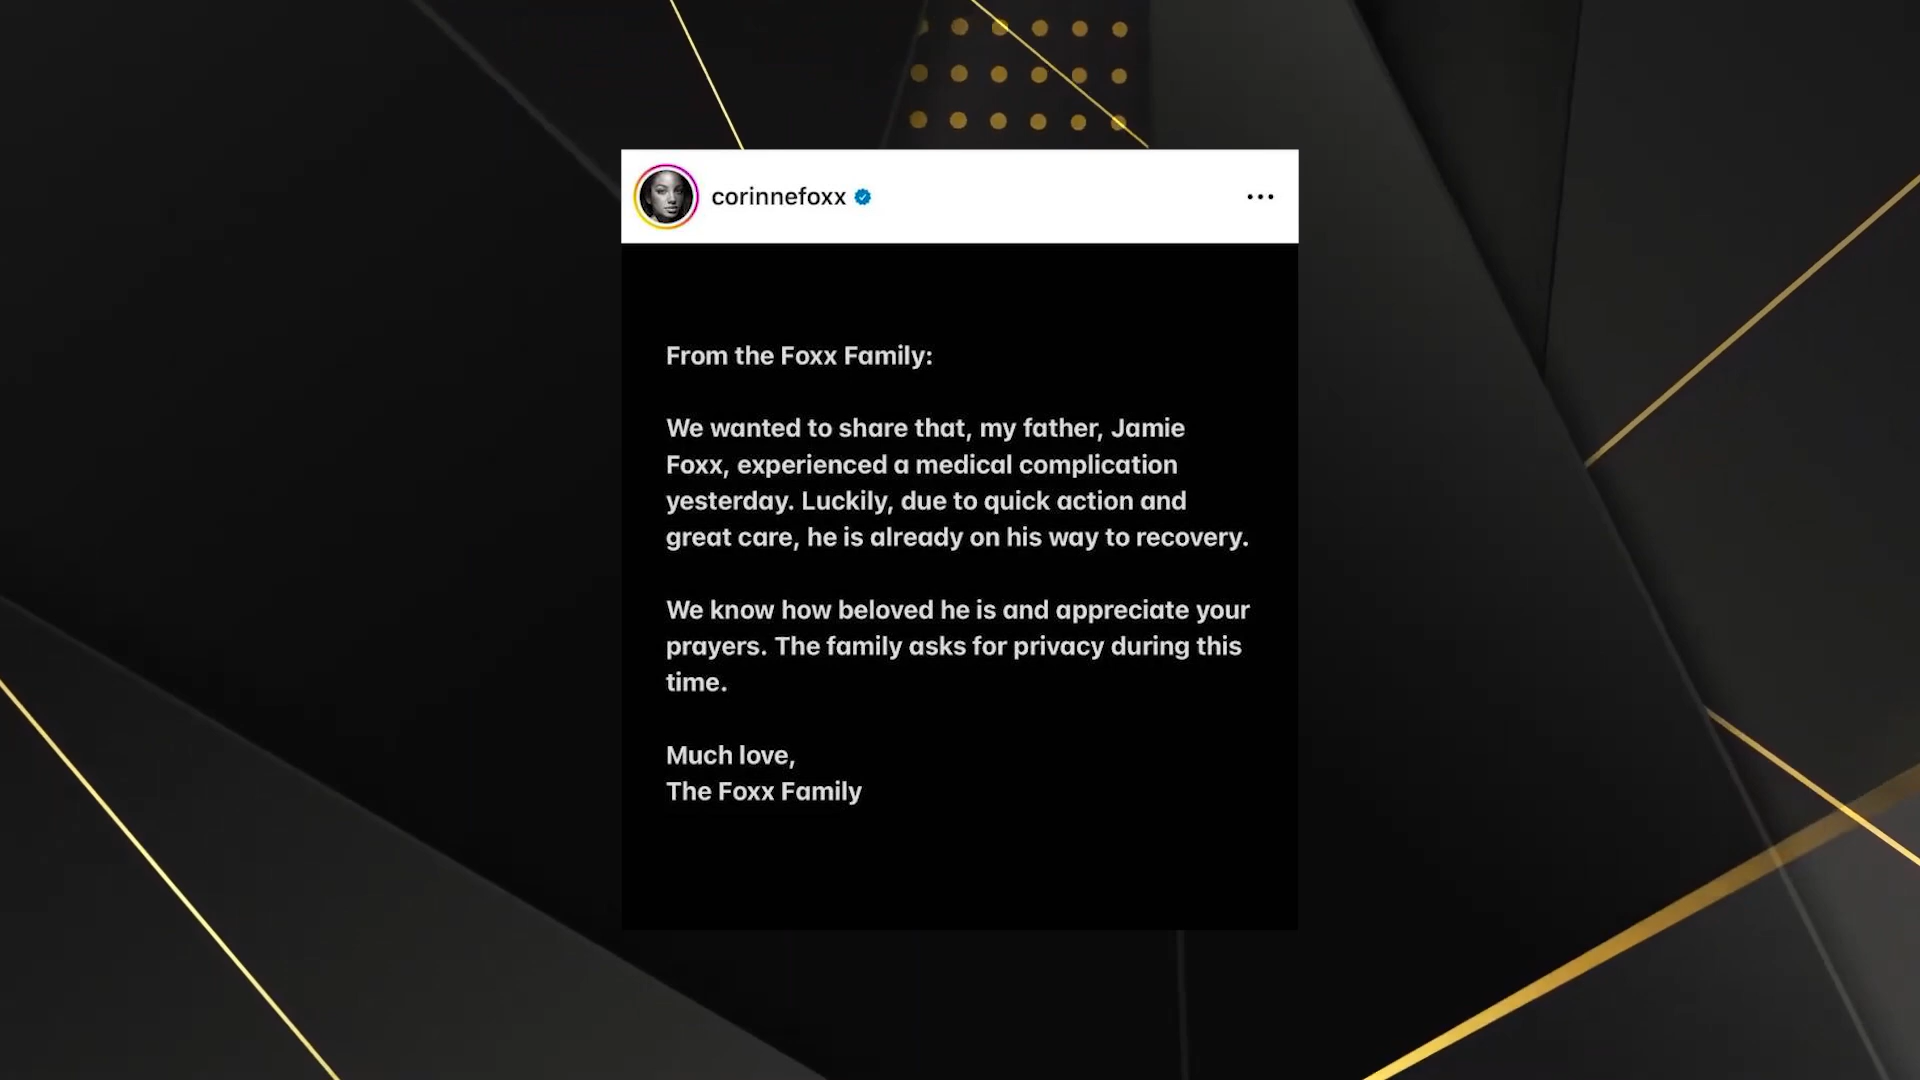 corinnefoxx
From the Foxx Family:
We wanted to share that, my father, Jamie
Foxx, experienced a medical complication
yesterday. Luckily, due to quick action and
great care, he is already on his way to recovery.
We know how beloved he is and appreciate your
prayers. The family asks for privacy during this
time.
Much love,
The Foxx Family